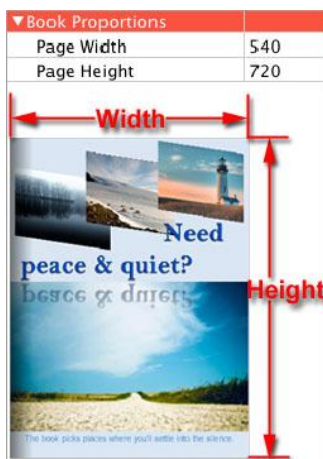 ▼Book Proportions
Page Width 540
Page Height 720
Width
Need
peace & quiet?
peace & quiet?
Height
The book picks places where you'll settle into the silence.